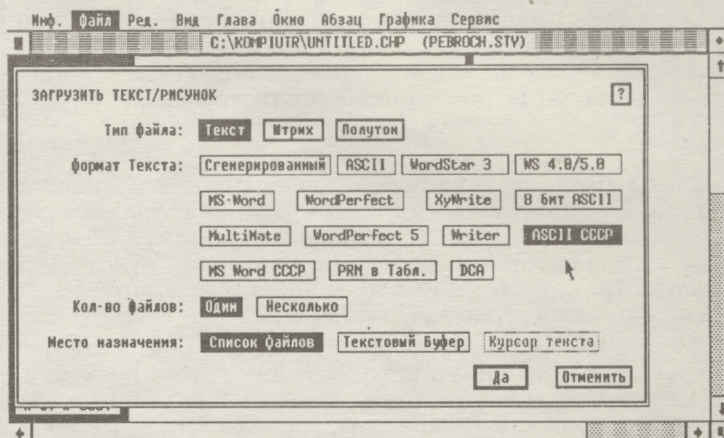 Инф. Файл Ред. Вид Глава Окно Абзац Графика Сервис
C:\KOMPIUTR\UNTITLED.CHP (PEBROCH.STY)
ЗАГРУЗИТЬ ТЕКСТ/РИСУНОК ?
Тип файла: Текст Штрих Полутон
Формат Текста: Сгенерированный ASCII WordStar 3 WS 4.0/5.0
MS-Word WordPerfect XyWrite 8 бит ASCII
MultiMate WordPerfect 5 Writer ASCII СССР
MS Word СССР PRN в Табл. DCA
Кол-во файлов: Один Несколько
Место назначения: Список файлов Текстовый Буфер Курсор текста
Да Отменить